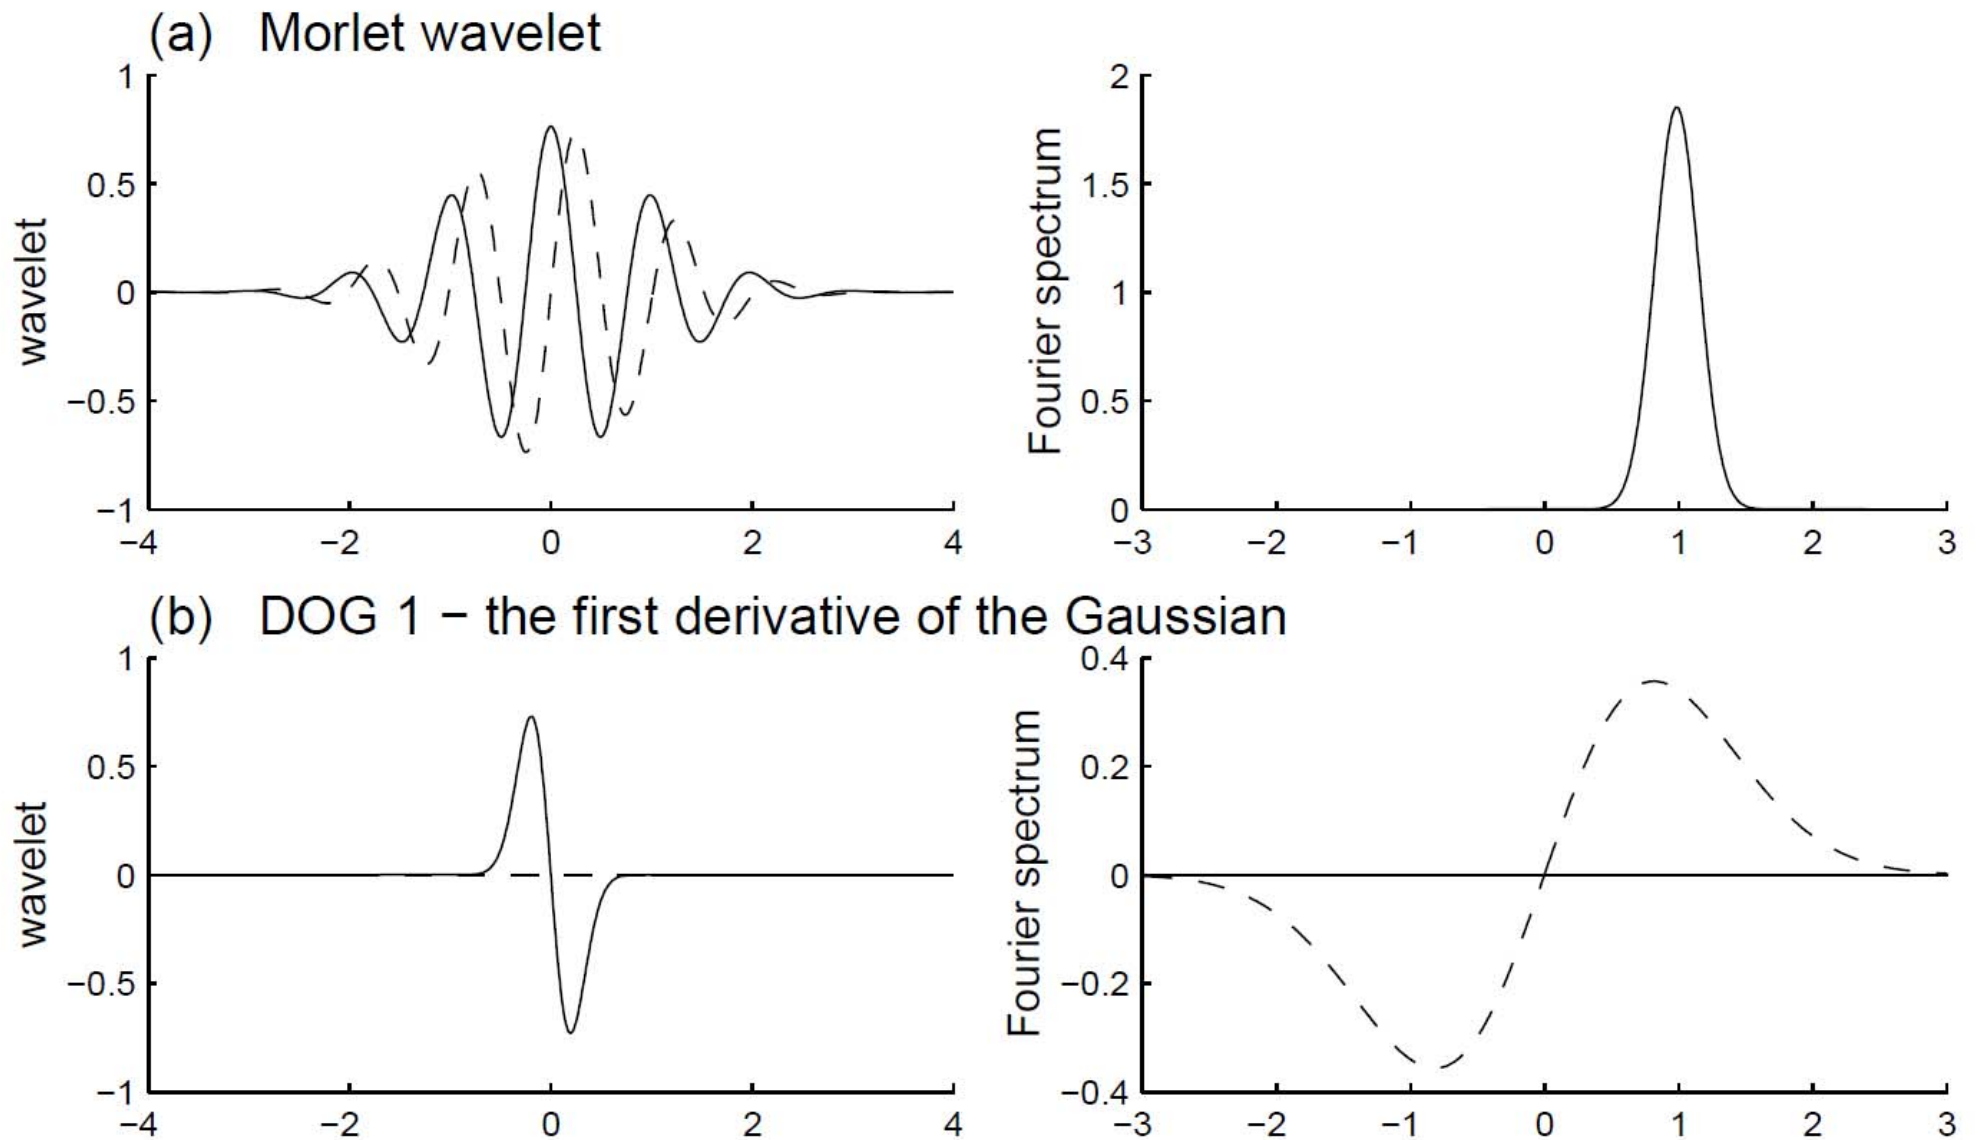 (a) Morlet wavelet
wavelet
1
0.5
0
−0.5
−1
−4 −2 0 2 4
Fourier spectrum
2
1.5
1
0.5
0
−3 −2 −1 0 1 2 3
(b) DOG 1 − the first derivative of the Gaussian
wavelet
1
0.5
0
−0.5
−1
−4 −2 0 2 4
Fourier spectrum
0.4
0.2
0
−0.2
−0.4
−3 −2 −1 0 1 2 3